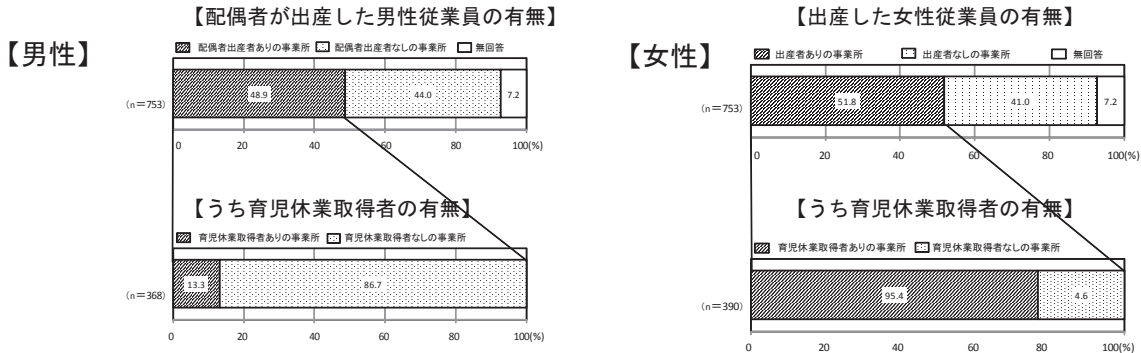 【男性】
【配偶者が出産した男性従業員の有無】
配偶者出産者ありの事業所 配偶者出産者なしの事業所 無回答
(n=753) 48.9 44.0 7.2
0 20 40 60 80 100(%)
【うち育児休業取得者の有無】
育児休業取得者ありの事業所 育児休業取得者なしの事業所
(n=368) 13.3 86.7
0 20 40 60 80 100(%)
【女性】
【出産した女性従業員の有無】
出産者ありの事業所 出産者なしの事業所 無回答
(n=753) 51.8 41.0 7.2
0 20 40 60 80 100(%)
【うち育児休業取得者の有無】
育児休業取得者ありの事業所 育児休業取得者なしの事業所
(n=390) 95.4 4.6
0 20 40 60 80 100(%)